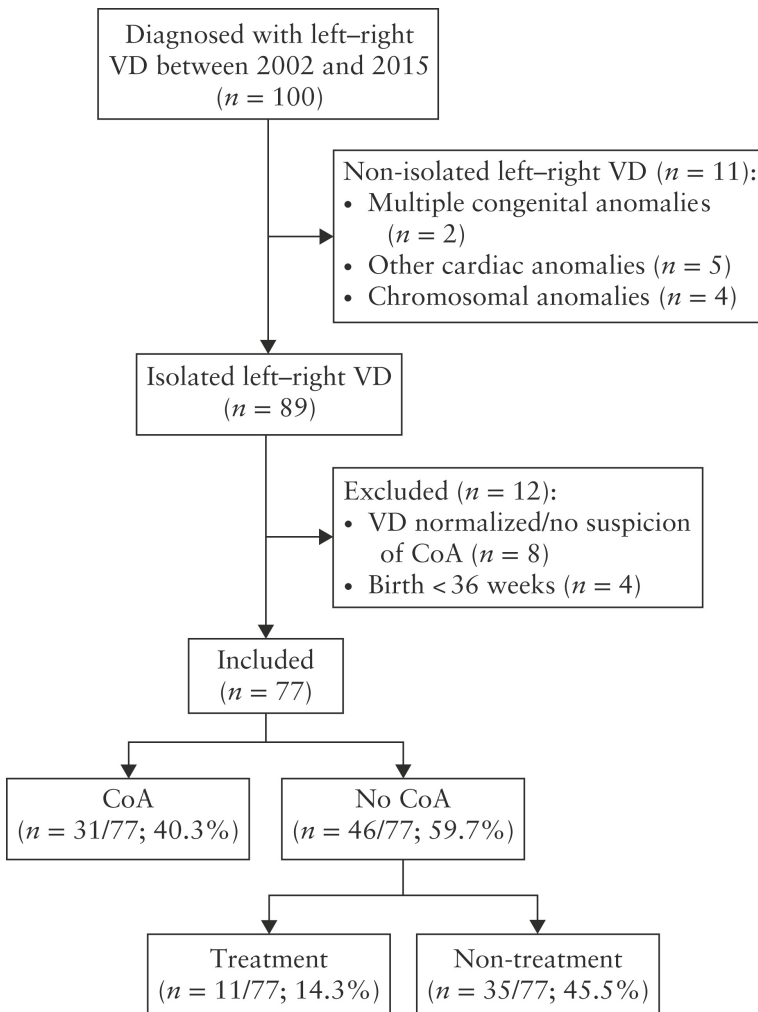 Diagnosed with left–right
VD between 2002 and 2015
(n = 100)
Non-isolated left–right VD (n = 11):
• Multiple congenital anomalies
(n = 2)
• Other cardiac anomalies (n = 5)
• Chromosomal anomalies (n = 4)
Isolated left–right VD
(n = 89)
Excluded (n = 12):
• VD normalized/no suspicion
of CoA (n = 8)
• Birth < 36 weeks (n = 4)
Included
(n = 77)
CoA
(n = 31/77; 40.3%)
No CoA
(n = 46/77; 59.7%)
Treatment
(n = 11/77; 14.3%)
Non-treatment
(n = 35/77; 45.5%)